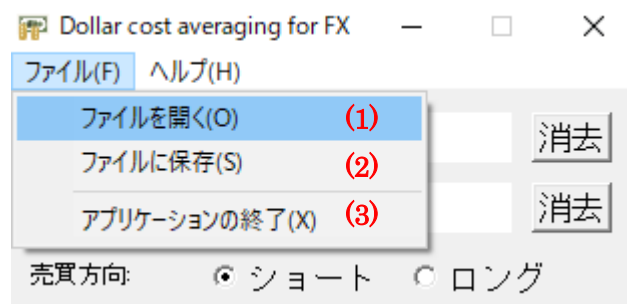 Dollar cost averaging for FX
ファイル(F) ヘルプ(H)
ファイルを開く(O) (1)
消去
ファイルに保存(S) (2)
アプリケーションの終了(X) (3)
消去
売買方向: ショート ロング